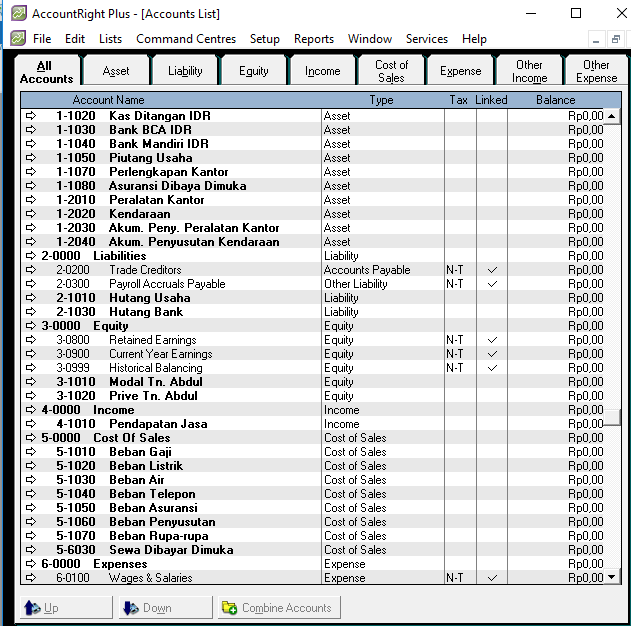 AccountRight Plus - [Accounts List]
File Edit Lists Command Centres Setup Reports Window Services Help
All Accounts Asset Liability Equity Income Cost of Sales Expense Other Income Other Expense
Account Name Type Tax Linked Balance
1-1020 Kas Ditangan IDR Asset Rp0,00
1-1030 Bank BCA IDR Asset Rp0,00
1-1040 Bank Mandiri IDR Asset Rp0,00
1-1050 Piutang Usaha Asset Rp0,00
1-1070 Perlengkapan Kantor Asset Rp0,00
1-1080 Asuransi Dibaya Dimuka Asset Rp0,00
1-2010 Peralatan Kantor Asset Rp0,00
1-2020 Kendaraan Asset Rp0,00
1-2030 Akum. Peny. Peralatan Kantor Asset Rp0,00
1-2040 Akum. Penyusutan Kendaraan Asset Rp0,00
2-0000 Liabilities Liability Rp0,00
2-0200 Trade Creditors Accounts Payable N-T ✓ Rp0,00
2-0300 Payroll Accruals Payable Other Liability N-T ✓ Rp0,00
2-1010 Hutang Usaha Liability Rp0,00
2-1030 Hutang Bank Liability Rp0,00
3-0000 Equity Equity Rp0,00
3-0800 Retained Earnings Equity N-T ✓ Rp0,00
3-0900 Current Year Earnings Equity N-T ✓ Rp0,00
3-0999 Historical Balancing Equity N-T ✓ Rp0,00
3-1010 Modal Tn. Abdul Equity Rp0,00
3-1020 Prive Tn. Abdul Equity Rp0,00
4-0000 Income Income Rp0,00
4-1010 Pendapatan Jasa Income Rp0,00
5-0000 Cost Of Sales Cost of Sales Rp0,00
5-1010 Beban Gaji Cost of Sales Rp0,00
5-1020 Beban Listrik Cost of Sales Rp0,00
5-1030 Beban Air Cost of Sales Rp0,00
5-1040 Beban Telepon Cost of Sales Rp0,00
5-1050 Beban Asuransi Cost of Sales Rp0,00
5-1060 Beban Penyusutan Cost of Sales Rp0,00
5-1070 Beban Rupa-rupa Cost of Sales Rp0,00
5-6030 Sewa Dibayar Dimuka Cost of Sales Rp0,00
6-0000 Expenses Expense Rp0,00
6-0100 Wages & Salaries Expense N-T ✓ Rp0,00
Up Down Combine Accounts